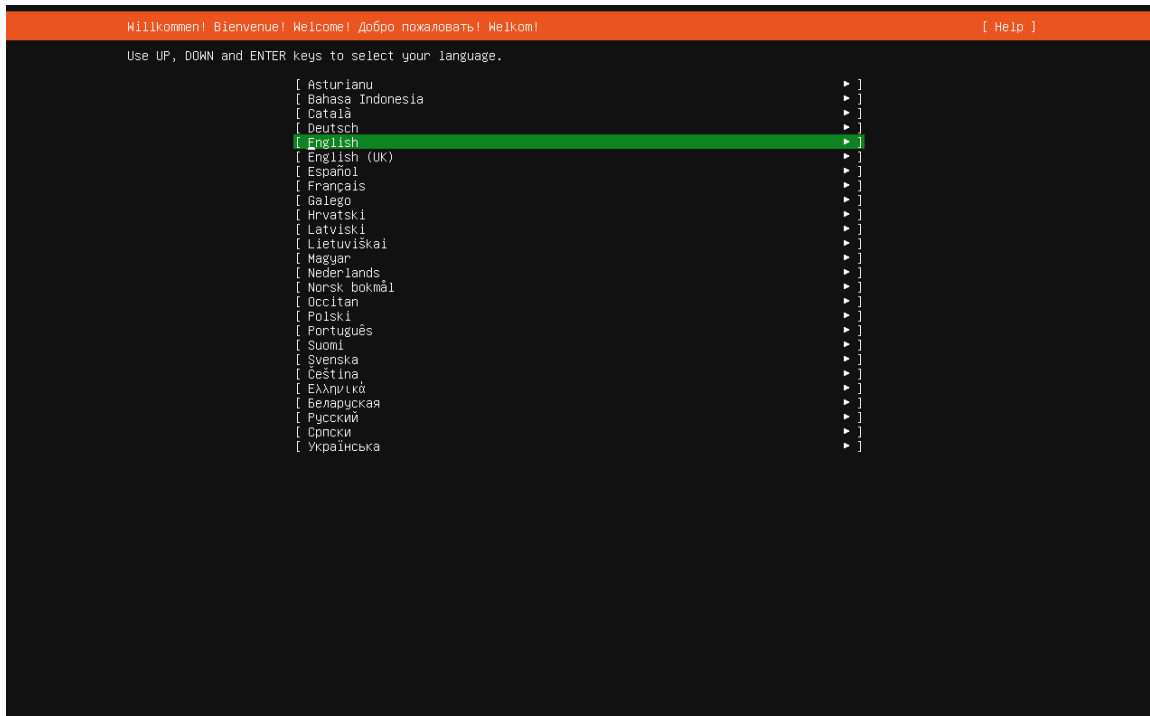 Willkommen! Bienvenue! Welcome! Добро пожаловать! Welkom! [ Help ]
Use UP, DOWN and ENTER keys to select your language.
[ Asturianu ▸ ]
[ Bahasa Indonesia ▸ ]
[ Català ▸ ]
[ Deutsch ▸ ]
[ English ▸ ]
[ English (UK) ▸ ]
[ Español ▸ ]
[ Français ▸ ]
[ Galego ▸ ]
[ Hrvatski ▸ ]
[ Latviski ▸ ]
[ Lietuviškai ▸ ]
[ Magyar ▸ ]
[ Nederlands ▸ ]
[ Norsk bokmål ▸ ]
[ Occitan ▸ ]
[ Polski ▸ ]
[ Português ▸ ]
[ Suomi ▸ ]
[ Svenska ▸ ]
[ Čeština ▸ ]
[ Ελληνικά ▸ ]
[ Беларуская ▸ ]
[ Русский ▸ ]
[ Српски ▸ ]
[ Українська ▸ ]